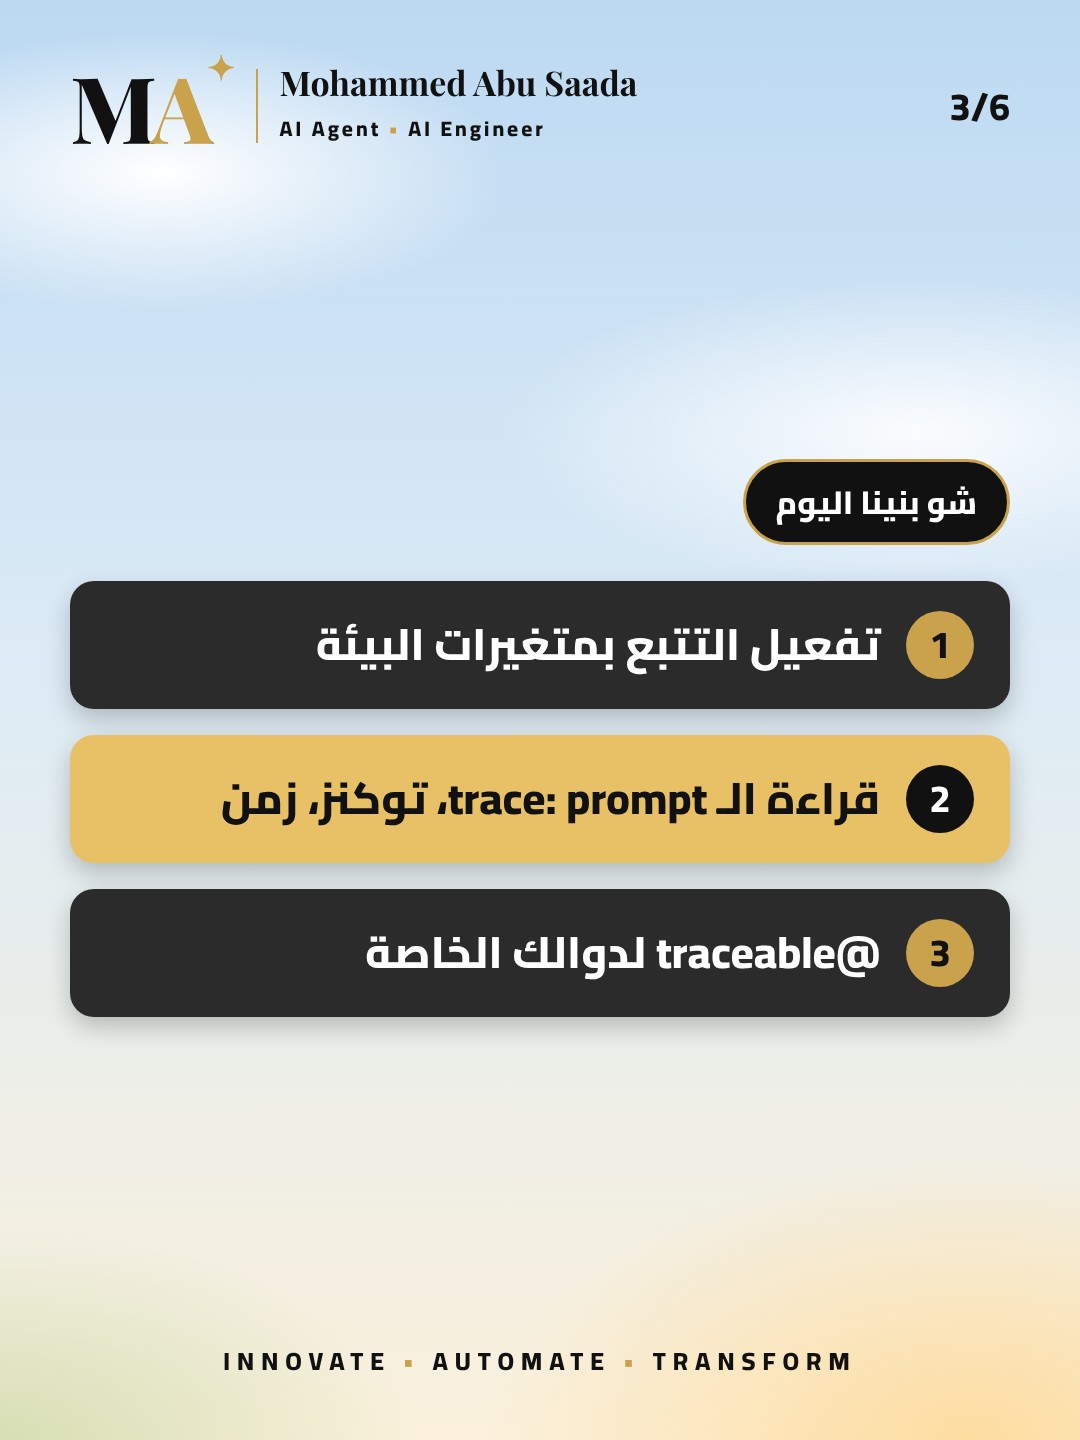 MA
Mohammed Abu Saada
AI Agent ▪ AI Engineer
3/6
شو بنينا اليوم
1 تفعيل التتبع بمتغيرات البيئة
2 قراءة الـ trace: prompt، توكنز، زمن
3 @traceable لدوالك الخاصة
INNOVATE ▪ AUTOMATE ▪ TRANSFORM